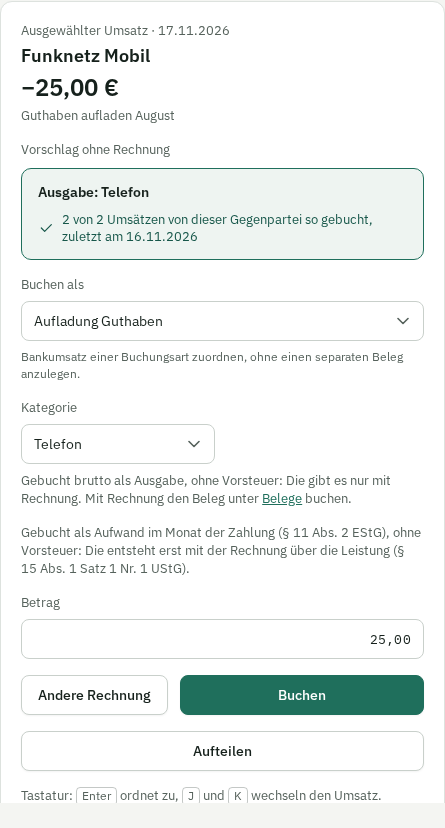 Ausgewählter Umsatz · 17.11.2026
Funknetz Mobil
−25,00 €
Guthaben aufladen August
Vorschlag ohne Rechnung
Ausgabe: Telefon
2 von 2 Umsätzen von dieser Gegenpartei so gebucht,
zuletzt am 16.11.2026
Buchen als
Aufladung Guthaben
Bankumsatz einer Buchungsart zuordnen, ohne einen separaten Beleg
anzulegen.
Kategorie
Telefon
Gebucht brutto als Ausgabe, ohne Vorsteuer: Die gibt es nur mit
Rechnung. Mit Rechnung den Beleg unter Belege buchen.
Gebucht als Aufwand im Monat der Zahlung (§ 11 Abs. 2 EStG), ohne
Vorsteuer: Die entsteht erst mit der Rechnung über die Leistung (§
15 Abs. 1 Satz 1 Nr. 1 UStG).
Betrag
25,00
Andere Rechnung
Buchen
Aufteilen
Tastatur: Enter ordnet zu, J und K wechseln den Umsatz.